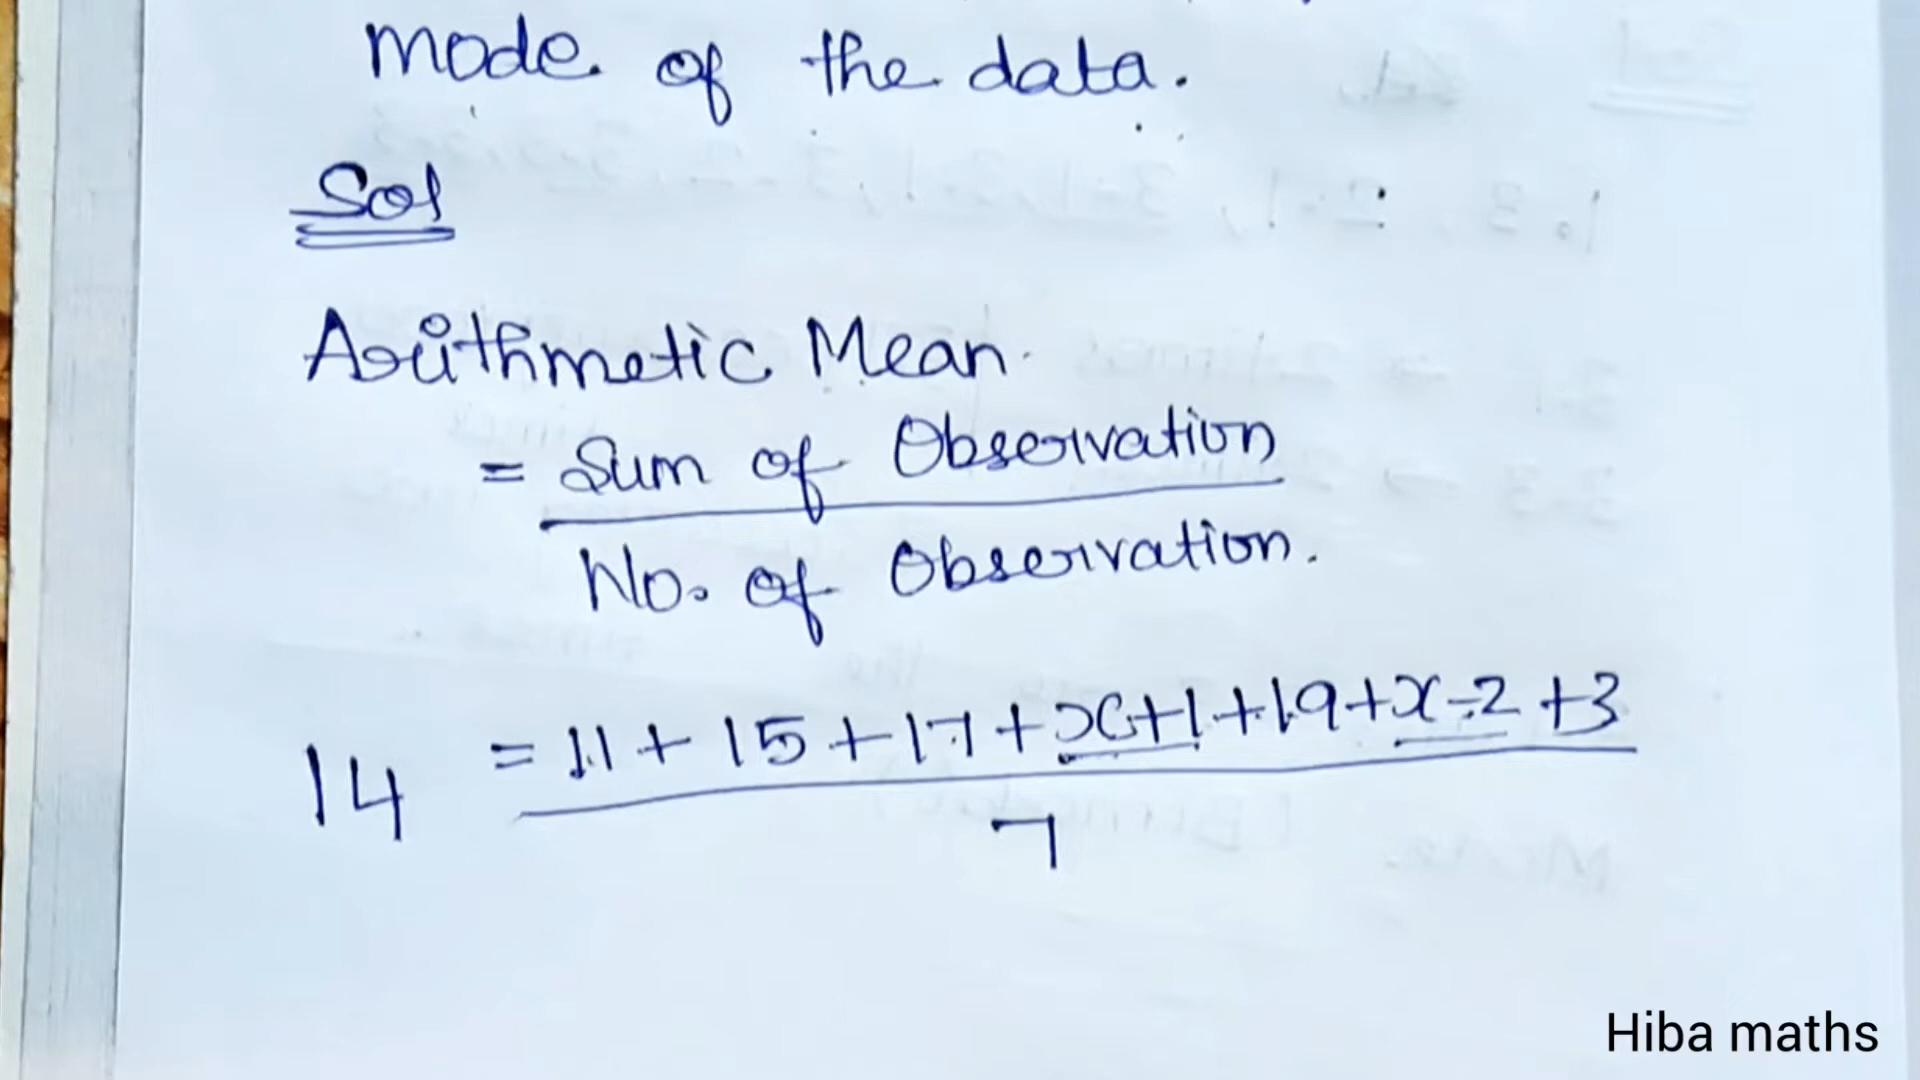 mode of the data.
Sol
Arithmetic Mean
= Sum of Observation
No. of Observation.
14 = 11 + 15 + 17 + x+1 + 19 + x-2 + 3
7
Hiba maths